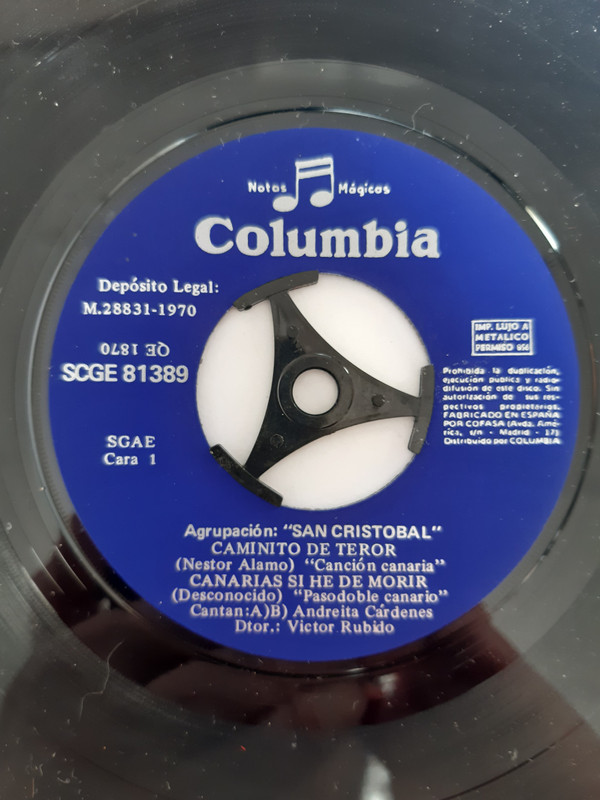 Notas Mágicas
Columbia
Depósito Legal:
M.28831-1970
QE 1870
SCGE 81389
SGAE
Cara 1
IMP. LUJO A
METALICO
PERMISO 856
Prohibida la duplicación,
ejecución publica y radio-
difusión de este disco. Sin
autorización de sus res-
pectivos propietarios.
FABRICADO EN ESPAÑA
POR COFASA (Avda. Amé-
rica, s/n - Madrid - 17)
Distribuido por COLUMBIA
Agrupación: "SAN CRISTOBAL"
CAMINITO DE TEROR
(Nestor Alamo) "Canción canaria"
CANARIAS SI HE DE MORIR
(Desconocido) "Pasodoble canario"
Cantan:A)B) Andreita Cárdenes
Dtor.: Victor Rubido